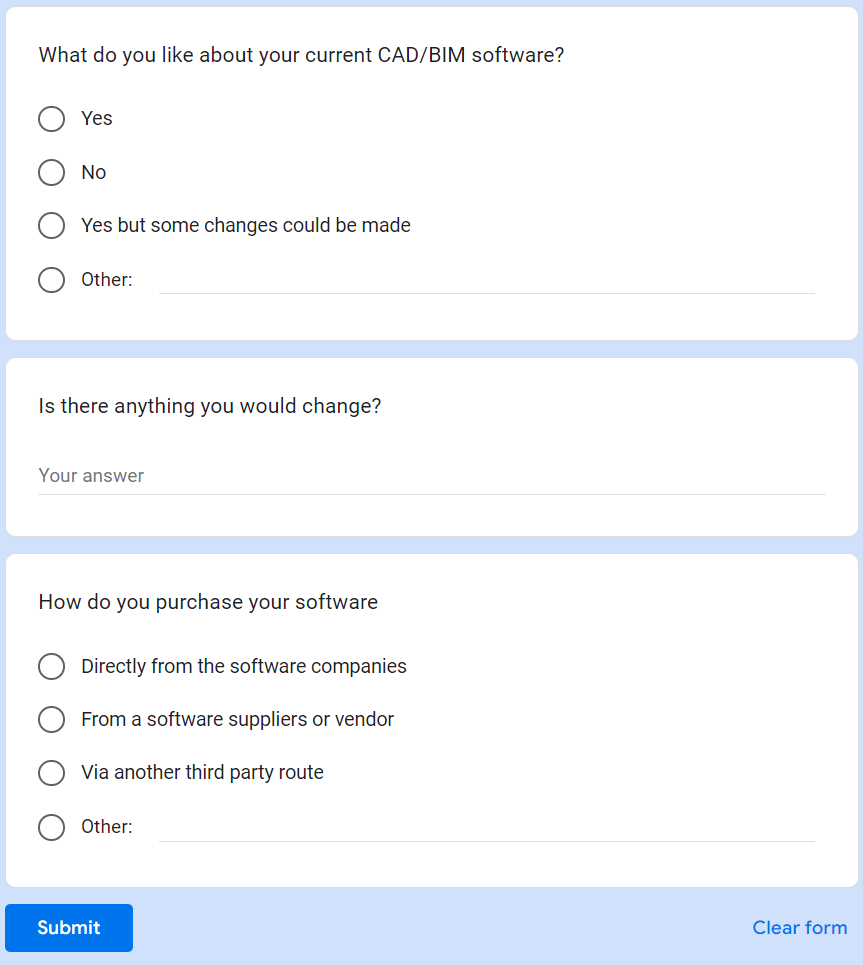 What do you like about your current CAD/BIM software?
Yes
No
Yes but some changes could be made
Other:
Is there anything you would change?
Your answer
How do you purchase your software
Directly from the software companies
From a software suppliers or vendor
Via another third party route
Other:
Submit
Clear form